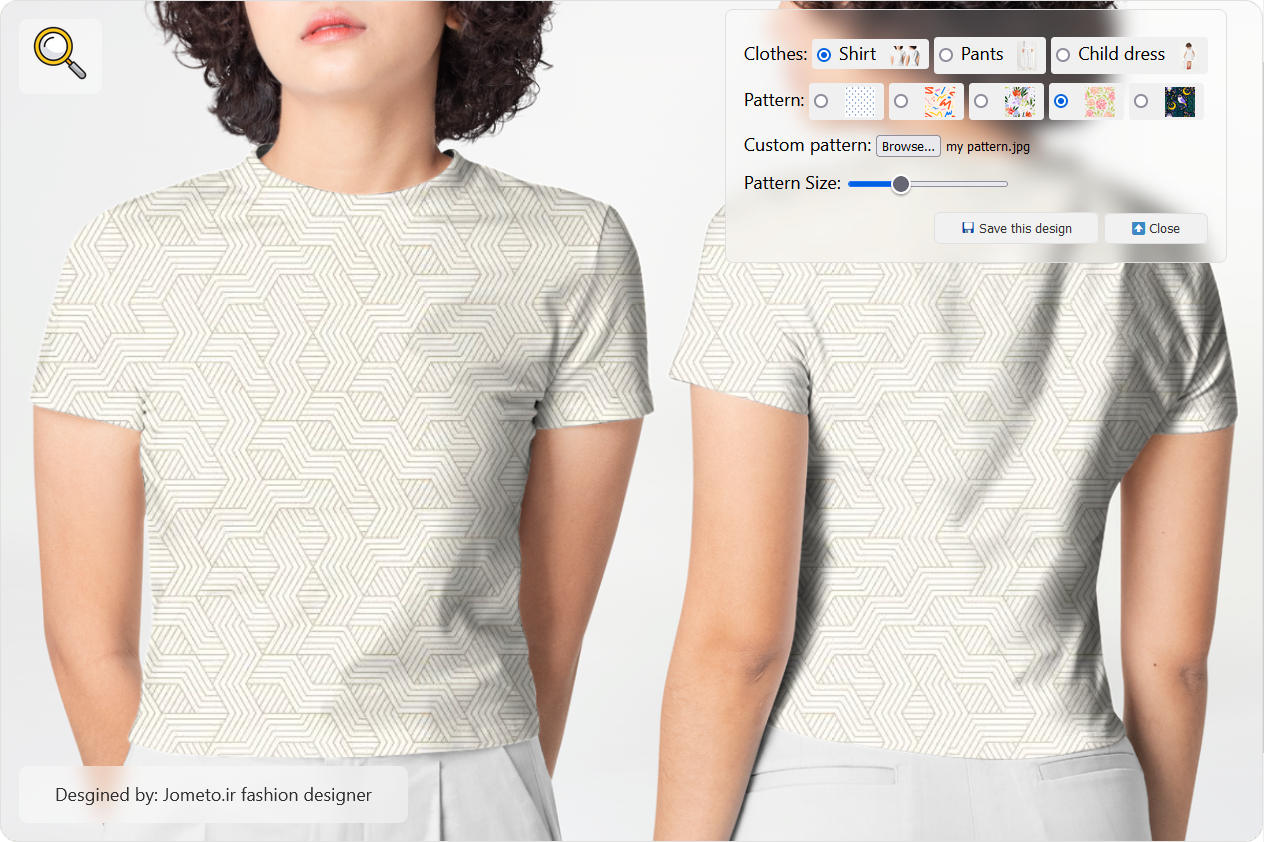 Clothes: Shirt Pants Child dress
Pattern:
Custom pattern: Browse... my pattern.jpg
Pattern Size:
Save this design Close
Desgined by: Jometo.ir fashion designer